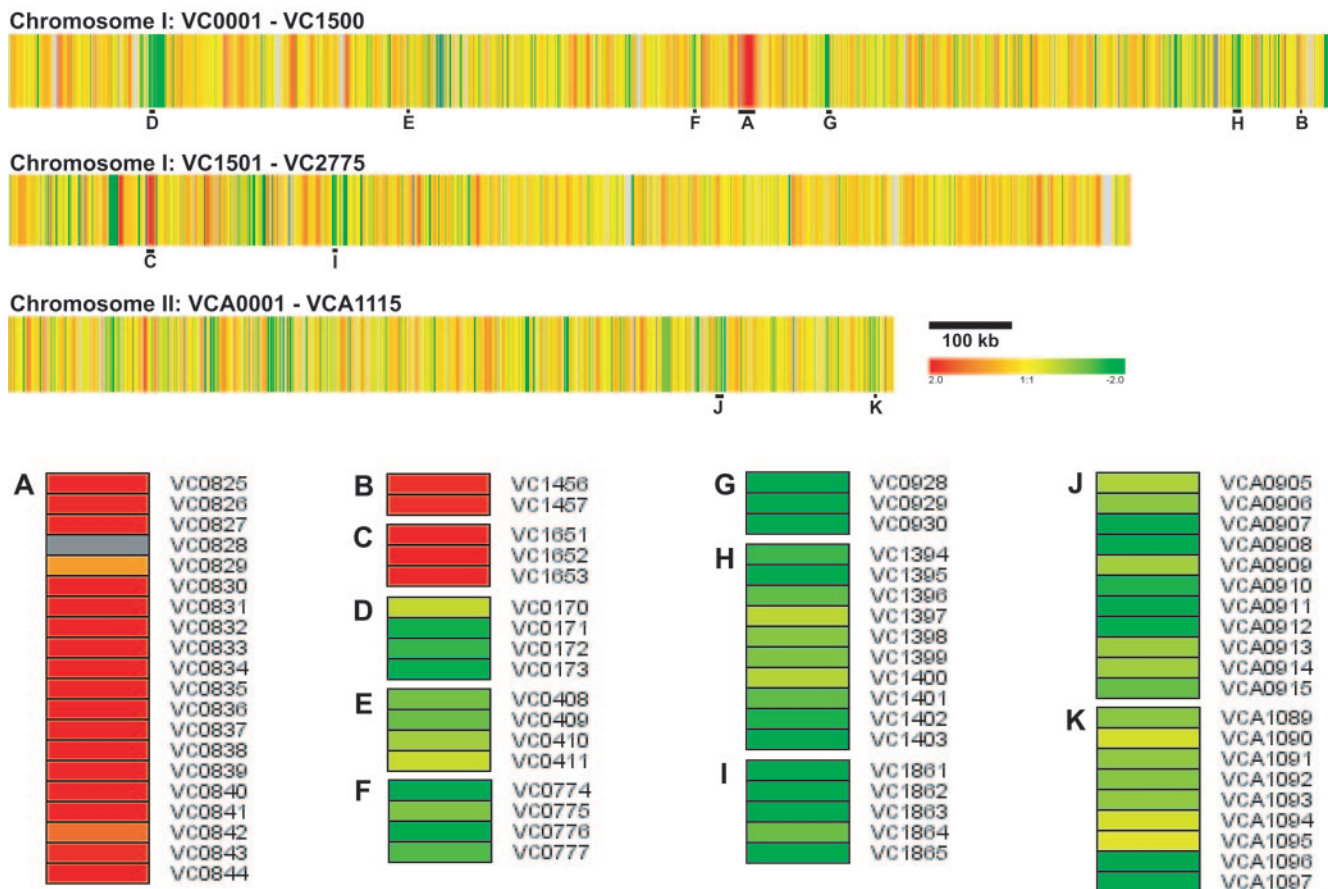 Chromosome I: VC0001 - VC1500
D E F A G H B
Chromosome I: VC1501 - VC2775
C I
Chromosome II: VCA0001 - VCA1115
100 kb
2.0 1:1 -2.0
J K
A
VC0825
VC0826
VC0827
VC0828
VC0829
VC0830
VC0831
VC0832
VC0833
VC0834
VC0835
VC0836
VC0837
VC0838
VC0839
VC0840
VC0841
VC0842
VC0843
VC0844
B
VC1456
VC1457
C
VC1651
VC1652
VC1653
D
VC0170
VC0171
VC0172
VC0173
E
VC0408
VC0409
VC0410
VC0411
F
VC0774
VC0775
VC0776
VC0777
G
VC0928
VC0929
VC0930
H
VC1394
VC1395
VC1396
VC1397
VC1398
VC1399
VC1400
VC1401
VC1402
VC1403
I
VC1861
VC1862
VC1863
VC1864
VC1865
J
VCA0905
VCA0906
VCA0907
VCA0908
VCA0909
VCA0910
VCA0911
VCA0912
VCA0913
VCA0914
VCA0915
K
VCA1089
VCA1090
VCA1091
VCA1092
VCA1093
VCA1094
VCA1095
VCA1096
VCA1097